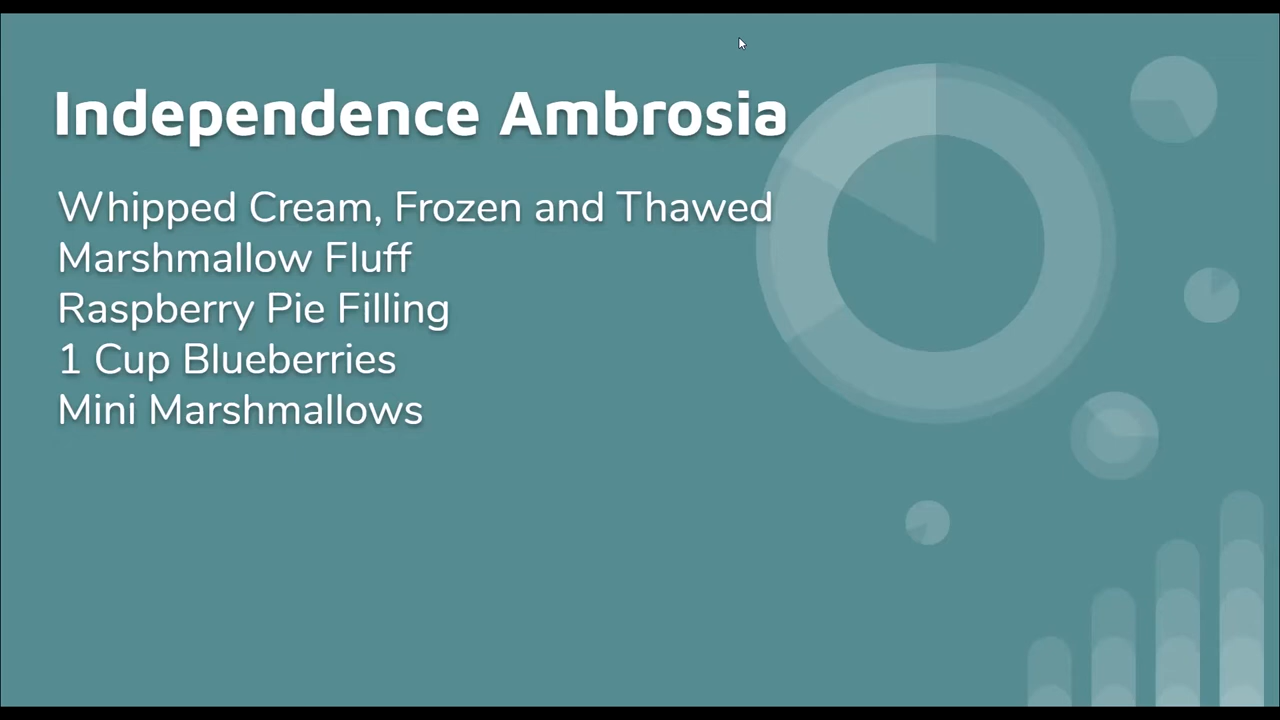 Independence Ambrosia
Whipped Cream, Frozen and Thawed
Marshmallow Fluff
Raspberry Pie Filling
1 Cup Blueberries
Mini Marshmallows